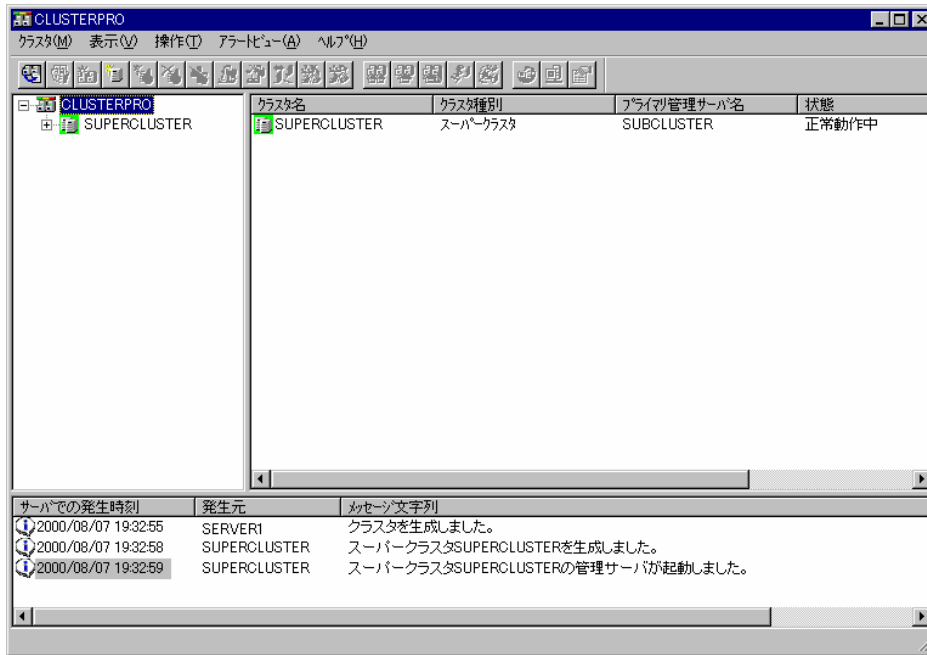 CLUSTERPRO
クラスタ(M) 表示(V) 操作(T) アラートビュー(A) ヘルプ(H)
CLUSTERPRO
SUPERCLUSTER
クラスタ名 クラスタ種別 プライマリ管理サーバ名 状態
SUPERCLUSTER スーパークラスタ SUBCLUSTER 正常動作中
サーバでの発生時刻 発生元 メッセージ文字列
2000/08/07 19:32:55 SERVER1 クラスタを生成しました。
2000/08/07 19:32:58 SUPERCLUSTER スーパークラスタSUPERCLUSTERを生成しました。
2000/08/07 19:32:59 SUPERCLUSTER スーパークラスタSUPERCLUSTERの管理サーバが起動しました。